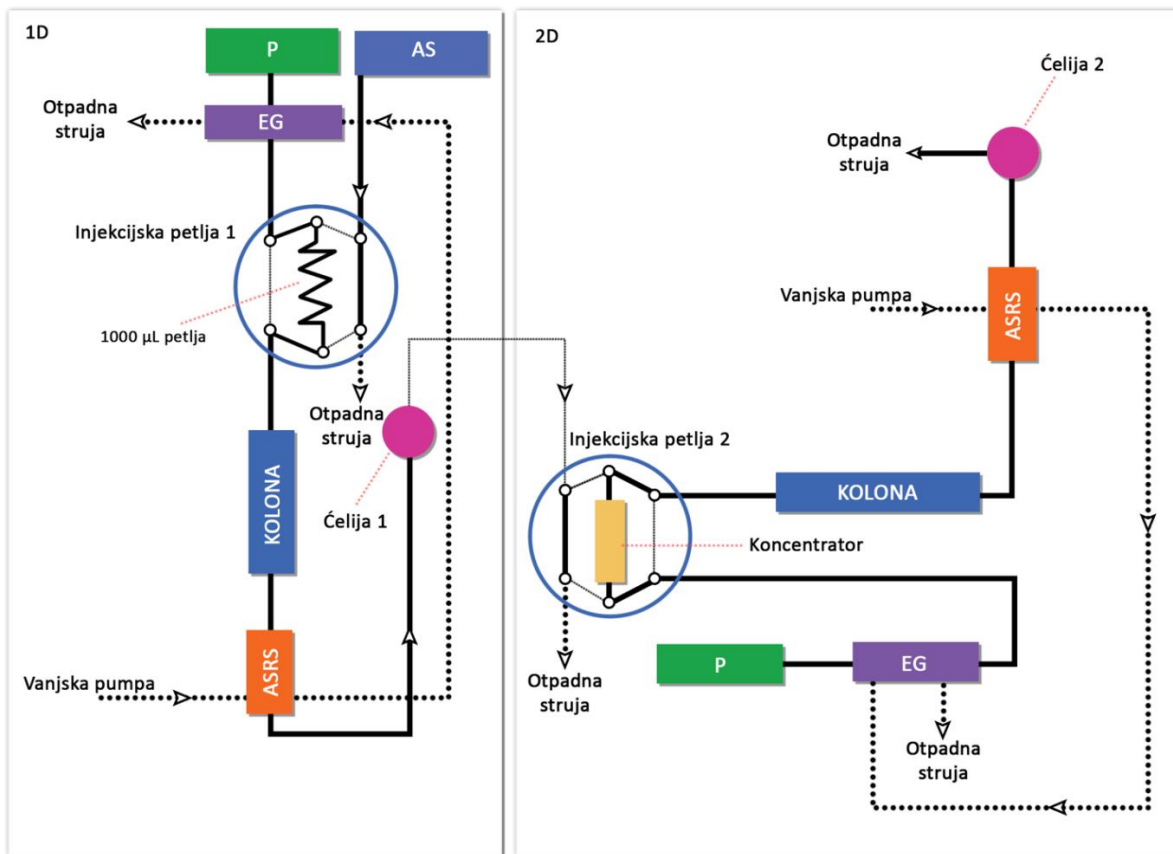 1D
P
AS
Otpadna
struja
EG
Injekcijska petlja 1
1000 µL petlja
Otpadna
struja
KOLONA
Ćelija 1
ASRS
Vanjska pumpa
2D
Ćelija 2
Otpadna
struja
Vanjska pumpa
ASRS
Injekcijska petlja 2
KOLONA
Koncentrator
P
EG
Otpadna
struja
Otpadna
struja